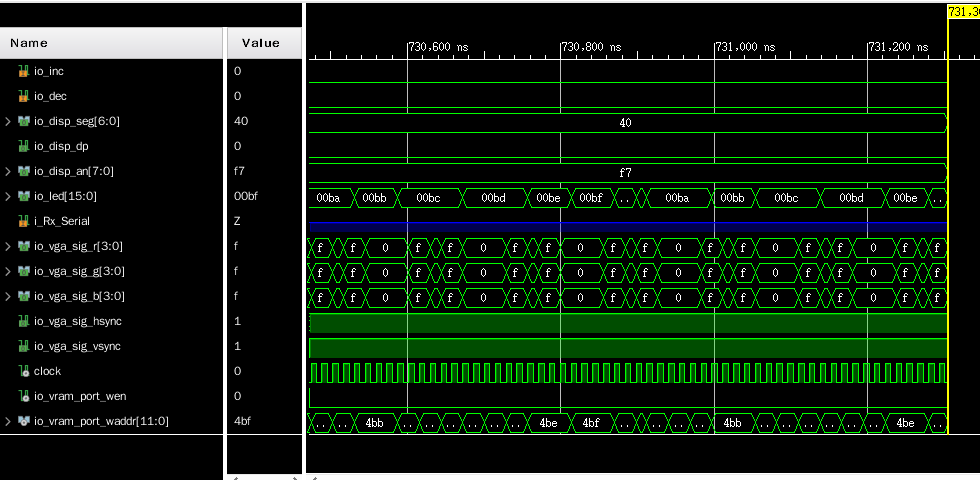 731,3
Name Value
730,600 ns 730,800 ns 731,000 ns 731,200 ns
io_inc 0
io_dec 0
io_disp_seg[6:0] 40 40
io_disp_dp 0
io_disp_an[7:0] f7 f7
io_led[15:0] 00bf 00ba 00bb 00bc 00bd 00be 00bf .. 00ba 00bb 00bc 00bd 00be ..
i_Rx_Serial Z
io_vga_sig_r[3:0] f f f 0 f f 0 f f 0 f f 0 f f 0 f f 0 f f
io_vga_sig_g[3:0] f f f 0 f f 0 f f 0 f f 0 f f 0 f f 0 f f
io_vga_sig_b[3:0] f f f 0 f f 0 f f 0 f f 0 f f 0 f f 0 f f
io_vga_sig_hsync 1
io_vga_sig_vsync 1
clock 0
io_vram_port_wen 0
io_vram_port_waddr[11:0] 4bf .. .. 4bb .. .. .. .. .. .. 4be 4bf .. .. .. .. .. .. 4bb .. .. .. .. .. .. 4be .. ..